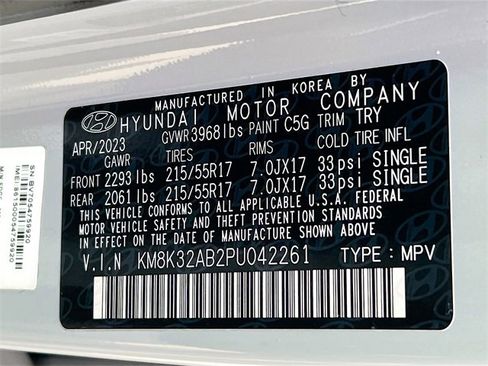 MANUFACTURED IN KOREA BY
HYUNDAI MOTOR COMPANY
APR/2023 GVWR 3968 lbs PAINT C5G TRIM TRY
GAWR TIRES RIMS COLD TIRE INFL
FRONT 2293 lbs 215/55R17 7.0JX17 33psi SINGLE
REAR 2061 lbs 215/55R17 7.0JX17 33psi SINGLE
THIS VEHICLE CONFORMS TO ALL APPLICABLE U.S.A. FEDERAL
MOTOR VEHICLE SAFETY AND THEFT PREVENTION STANDARDS
IN EFFECT ON THE DATE OF MANUFACTURE SHOWN ABOVE.
V.I.N KM8K32AB2PU042261 TYPE: MPV